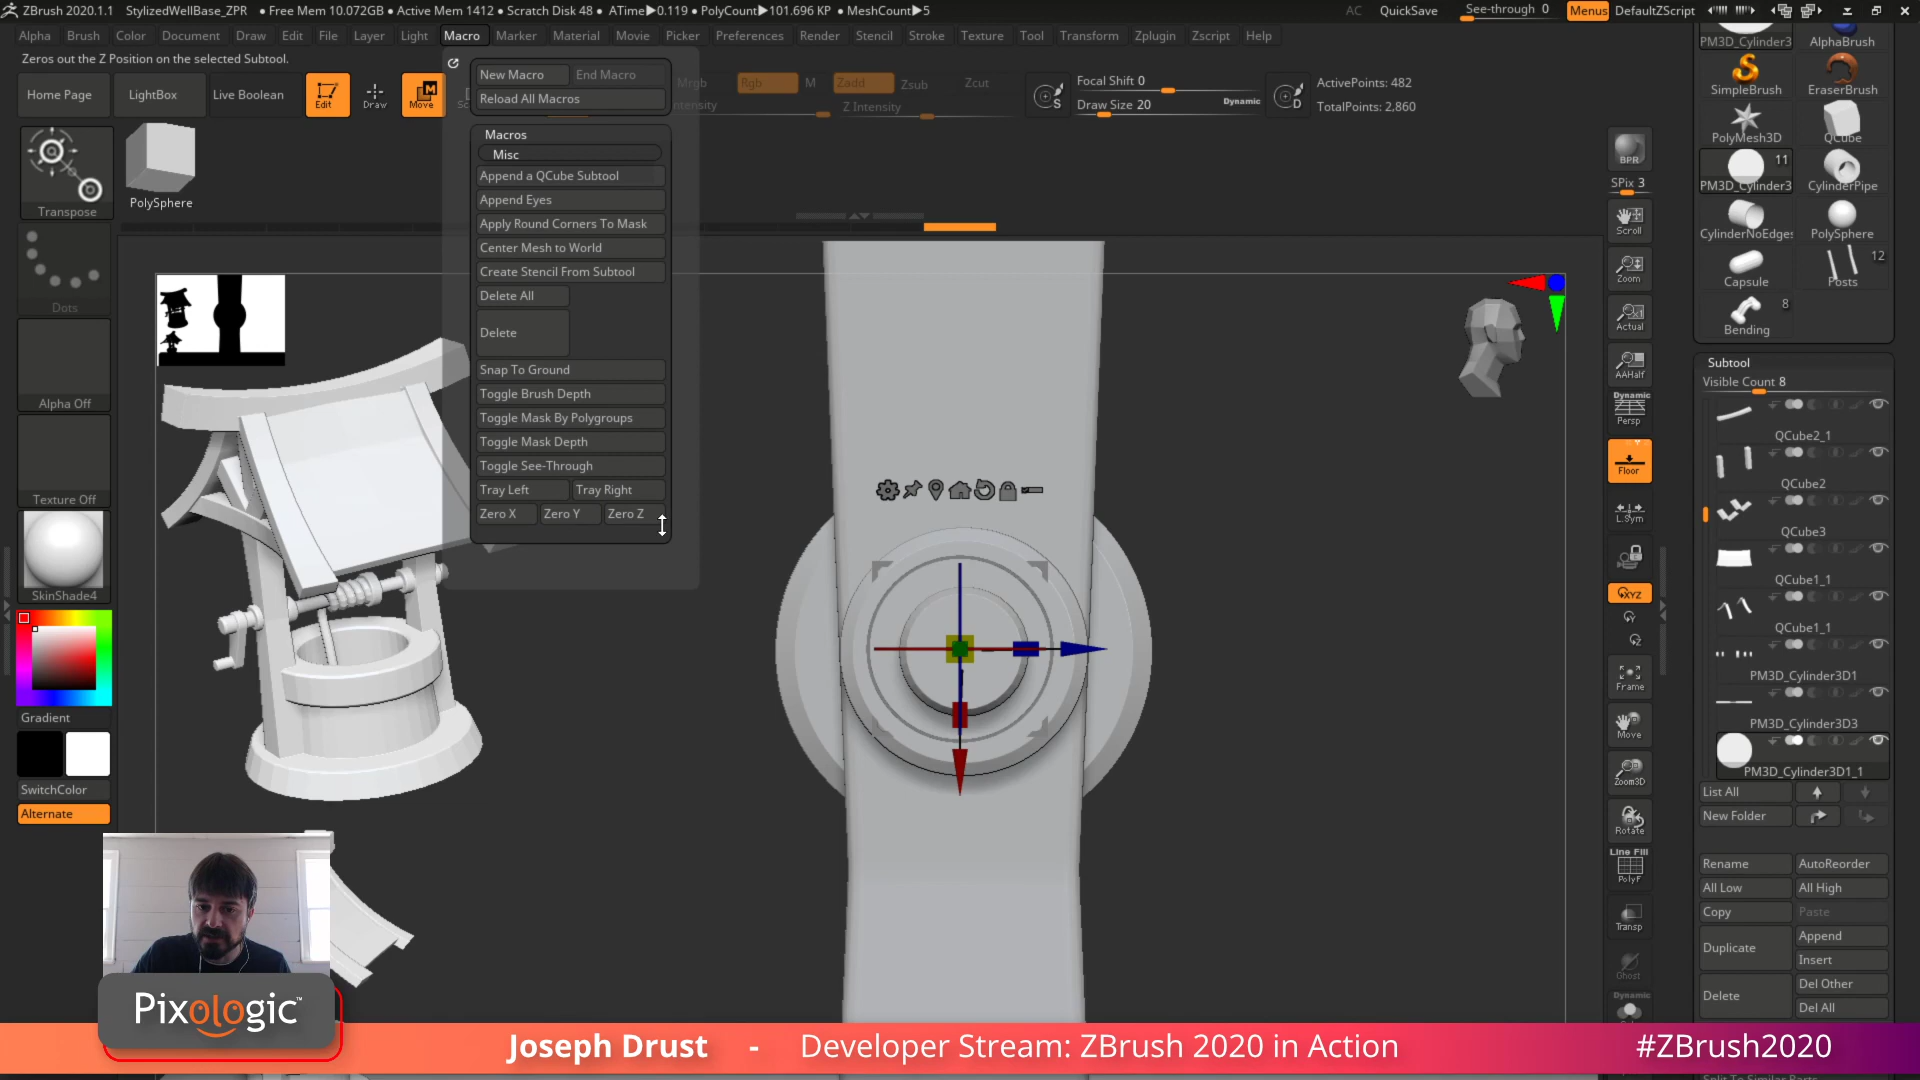 ZBrush 2020.1.1 StylizedWellBase_ZPR • Free Mem 10.072GB • Active Mem 1412 • Scratch Disk 48 • ATime▶0.119 • PolyCount▶101.696 KP • MeshCount▶5 AC QuickSave See-through 0 Menus DefaultZScript
Alpha Brush Color Document Draw Edit File Layer Light Macro Marker Material Movie Picker Preferences Render Stencil Stroke Texture Tool Transform Zplugin Zscript Help
Zeros out the Z Position on the selected Subtool.
Home Page LightBox Live Boolean Edit Draw Move
New Macro End Macro
Reload All Macros
Mrgb Rgb M Zadd Zsub Zcut
Z Intensity
Focal Shift 0
Draw Size 20 Dynamic
ActivePoints: 482
TotalPoints: 2,860
Macros
Misc
Append a QCube Subtool
Append Eyes
Apply Round Corners To Mask
Center Mesh to World
Create Stencil From Subtool
Delete All
Delete
Snap To Ground
Toggle Brush Depth
Toggle Mask By Polygroups
Toggle Mask Depth
Toggle See-Through
Tray Left Tray Right
Zero X Zero Y Zero Z
Transpose
PolySphere
Dots
Alpha Off
Texture Off
SkinShade4
Gradient
SwitchColor
Alternate
BPR
SPix 3
Scroll
Zoom
Actual
AAHalf
Dynamic
Persp
Floor
L.Sym
XYZ
Frame
Move
Zoom3D
Rotate
Line Fill
PolyF
Transp
Ghost
Dynamic
PM3D_Cylinder3 AlphaBrush
SimpleBrush EraserBrush
PolyMesh3D QCube
11
PM3D_Cylinder3 CylinderPipe
CylinderNoEdges PolySphere
12
Capsule Posts
8
Bending
Subtool
Visible Count 8
QCube2_1
QCube2
QCube3
QCube1_1
QCube1_1
PM3D_Cylinder3D1
PM3D_Cylinder3D3
PM3D_Cylinder3D1_1
List All
New Folder
Rename AutoReorder
All Low All High
Copy Paste
Duplicate Append
Insert
Delete Del Other
Del All
Pixologic™
Joseph Drust - Developer Stream: ZBrush 2020 in Action #ZBrush2020